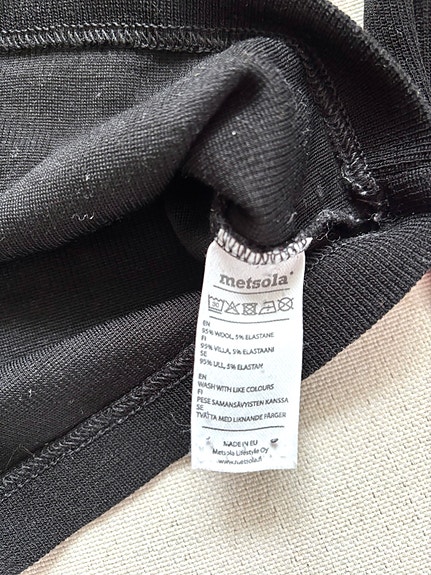 metsola®
30
EN
95% WOOL, 5% ELASTANE
FI
95% VILLA, 5% ELASTAANI
SE
95% ULL, 5% ELASTAN
EN
WASH WITH LIKE COLOURS
FI
PESE SAMANSÄVYISTEN KANSSA
SE
TVÄTTA MED LIKNANDE FÄRGER
MADE IN EU
Metsola Lifestyle Oy
www.metsola.fi